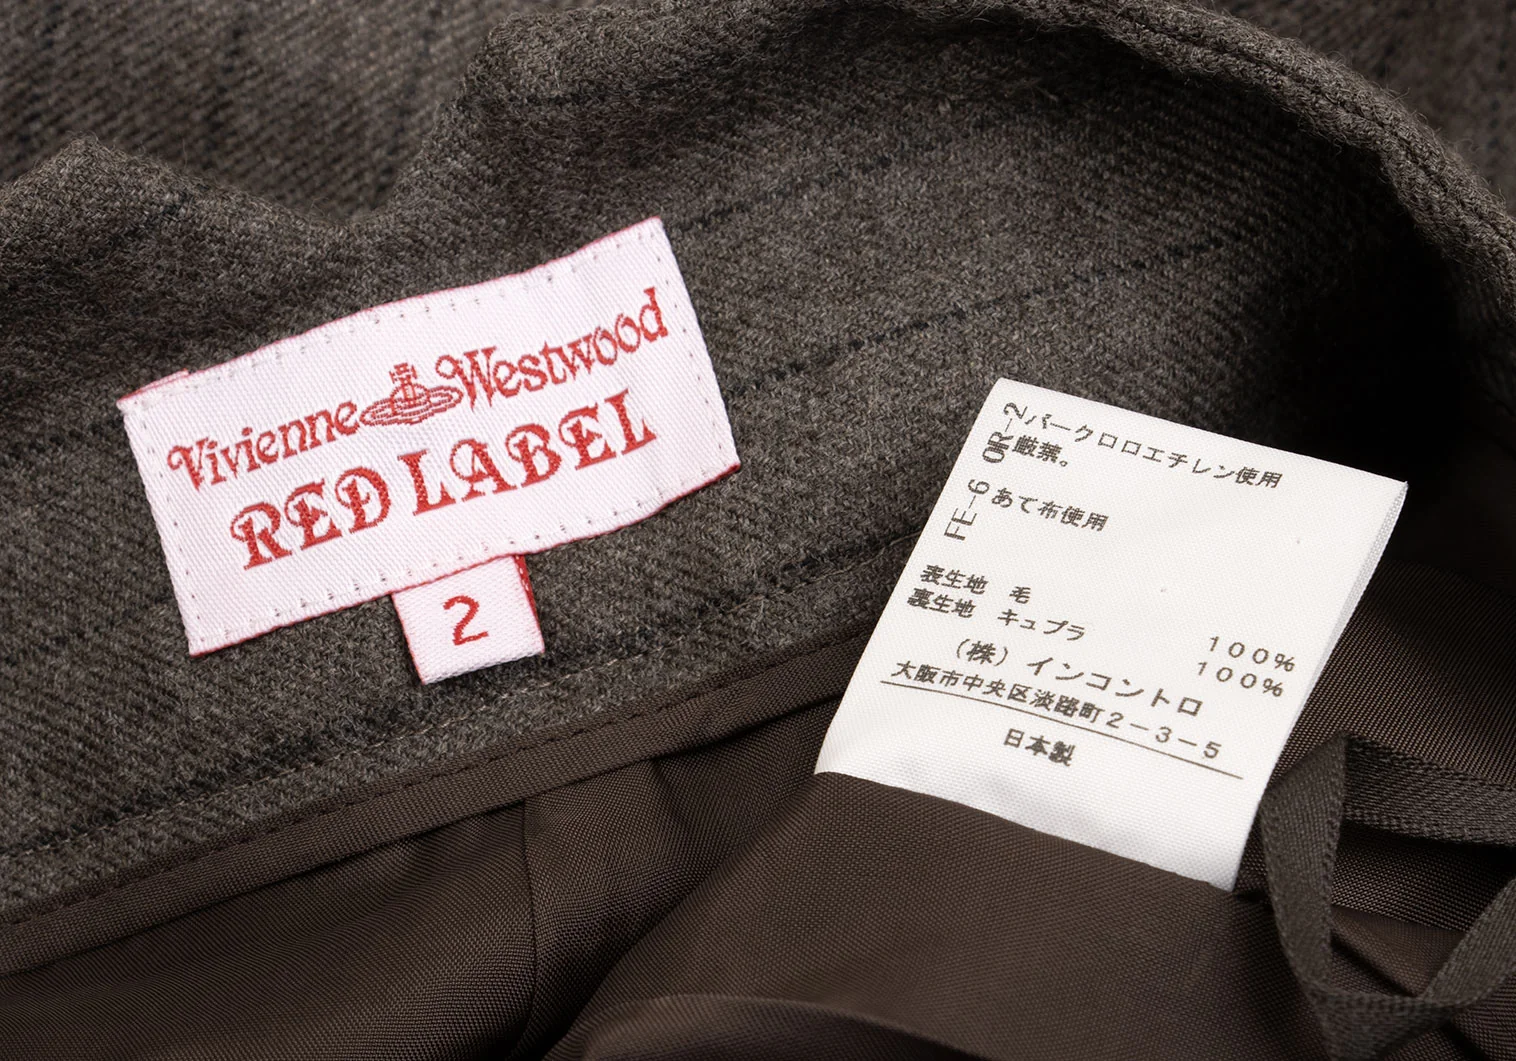 Vivienne Westwood
RED LABEL
2
OR-2 パークロロエチレン使用
厳禁。
FE-6 あて布使用
表生地 毛 100%
裏生地 キュプラ 100%
(株)インコントロ
大阪市中央区淡路町2-3-5
日本製